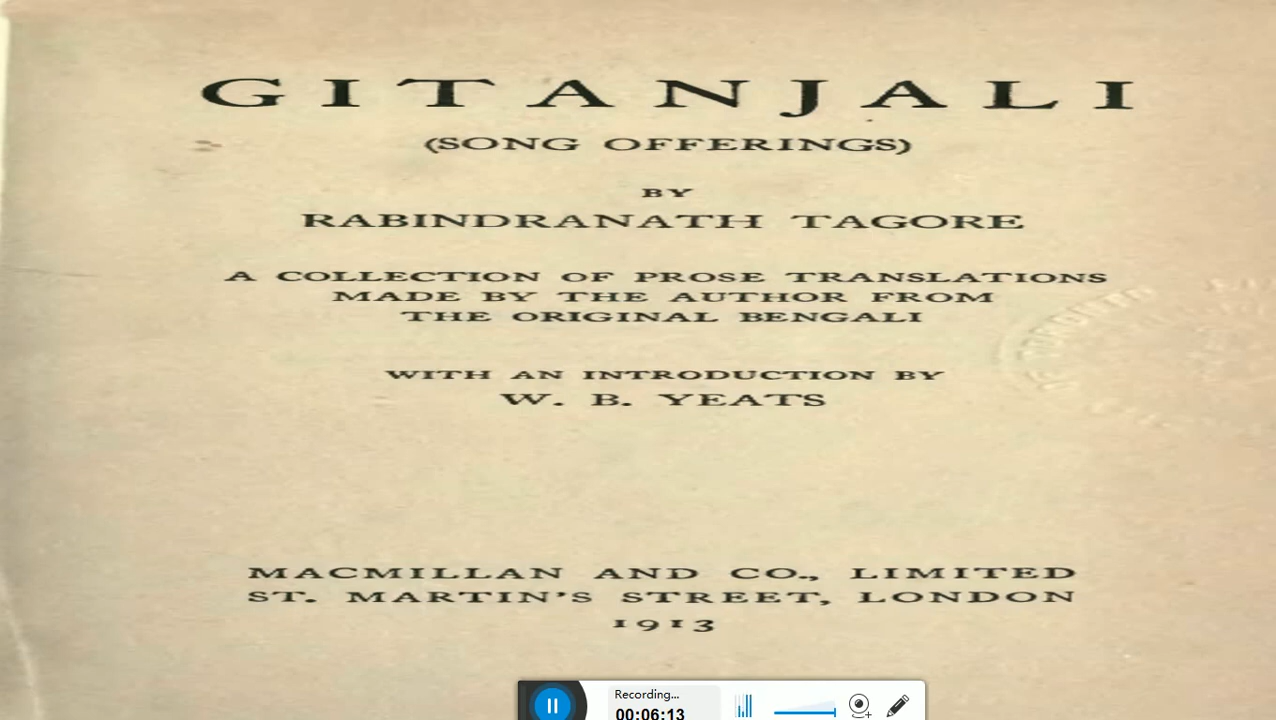 GITANJALI
(SONG OFFERINGS)
BY
RABINDRANATH TAGORE
A COLLECTION OF PROSE TRANSLATIONS
MADE BY THE AUTHOR FROM
THE ORIGINAL BENGALI
WITH AN INTRODUCTION BY
W. B. YEATS
MACMILLAN AND CO., LIMITED
ST. MARTIN'S STREET, LONDON
1913
Recording...
00:06:13